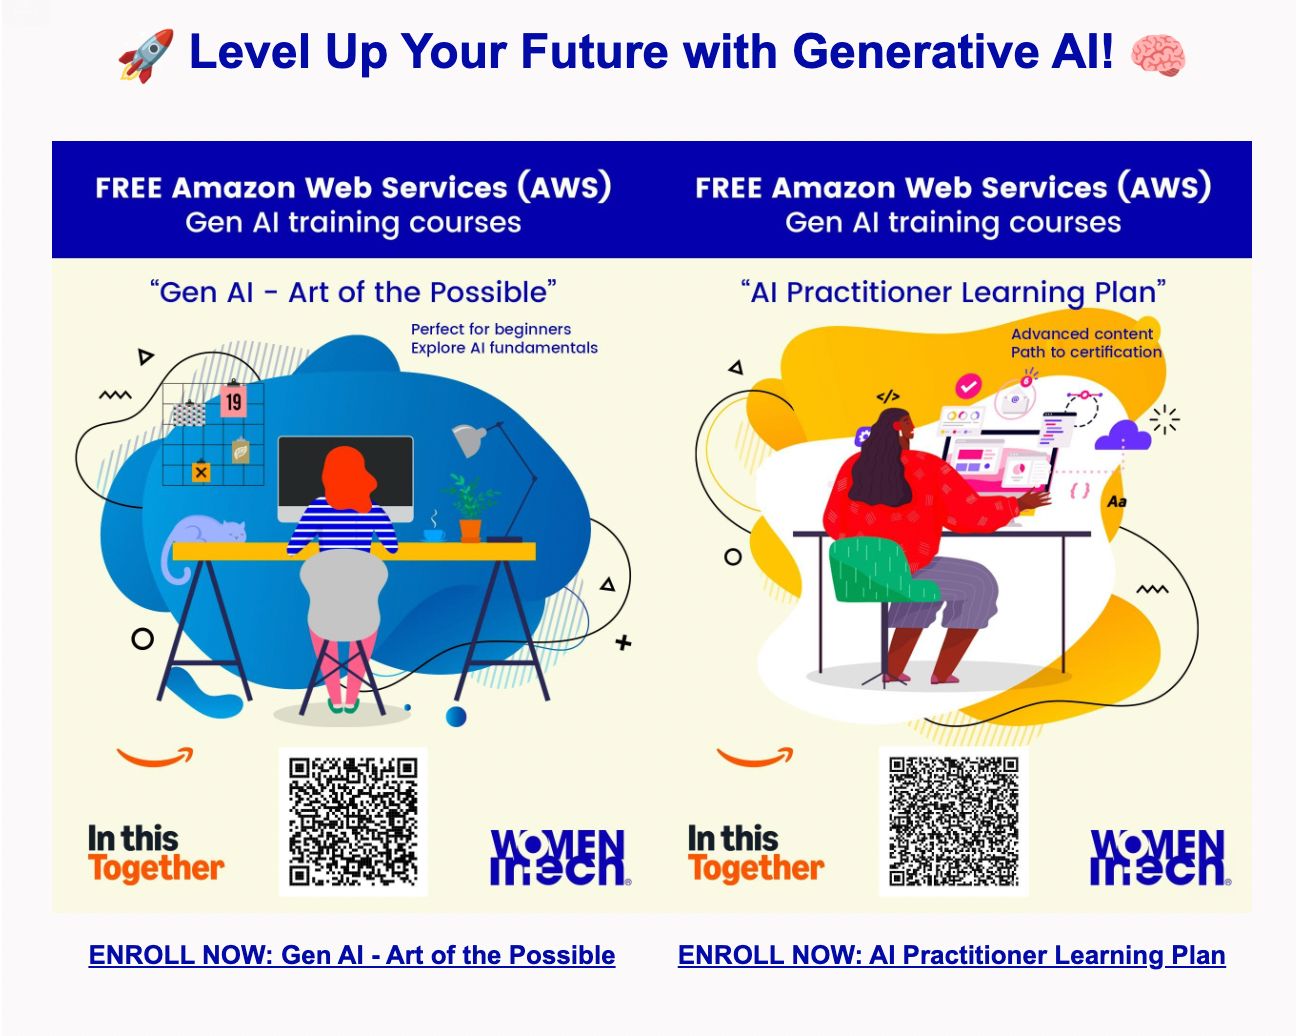 🚀 Level Up Your Future with Generative AI! 🧠
FREE Amazon Web Services (AWS)
Gen AI training courses
“Gen AI - Art of the Possible”
Perfect for beginners
Explore AI fundamentals
19
In this
Together
WOMEN
in tech®
FREE Amazon Web Services (AWS)
Gen AI training courses
“AI Practitioner Learning Plan”
Advanced content
Path to certification
</>
6
@
{ }
Aa
In this
Together
WOMEN
in tech®
ENROLL NOW: Gen AI - Art of the Possible
ENROLL NOW: AI Practitioner Learning Plan